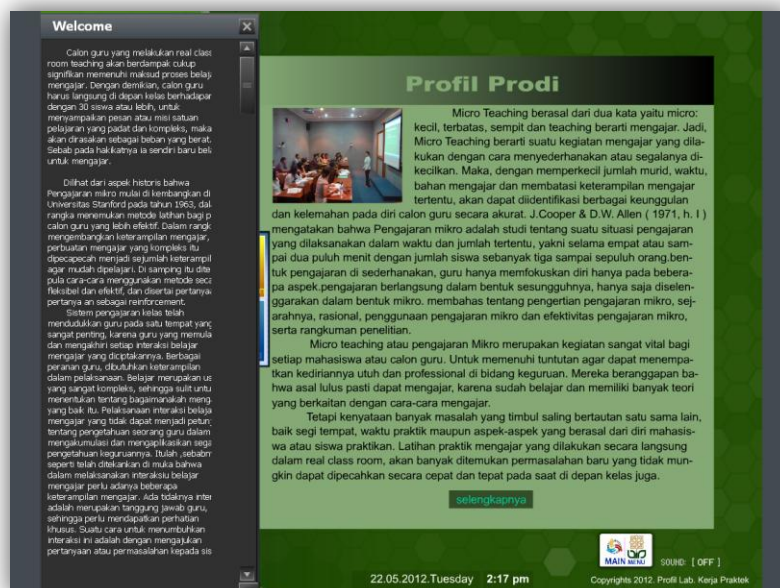 Welcome
Calon guru yang melakukan real class
room teaching akan berdampak cukup
signifikan memenuhi maksud proses belaja
mengajar. Dengan demikian, calon guru
harus langsung di depan kelas berhadapar
dengan 30 siswa atau lebih, untuk
menyampaikan pesan atau misi satuan
pelajaran yang padat dan kompleks, maka
akan dirasakan sebagai beban yang berat.
Sebab pada hakikatnya ia sendiri baru bela
untuk mengajar.
Dilihat dari aspek historis bahwa
Pengajaran mikro mulai di kembangkan di
Universitas Stanford pada tahun 1963, dal
rangka menemukan metode latihan bagi p
calon guru yang lebih efektif. Dalam rangk
mengembangkan keterampilan mengajar,
perbuatan mengajar yang kompleks itu
dipecapecah menjadi sejumlah keterampil
agar mudah dipelajari. Di samping itu dite
pula cara-cara menggunakan metode seca
fleksibel dan efektif, dan disertai pertanyaa
pertanya an sebagai reinforcement.
Sistem pengajaran kelas telah
mendudukkan guru pada satu tempat yang
sangat penting, karena guru yang memula
dan mengakhiri setiap interaksi belajar
mengajar yang diciptakannya. Berbagai
peranan guru, dibutuhkan keterampilan
dalam pelaksanaan. Belajar merupakan us
yang sangat kompleks, sehingga sulit untu
menentukan tentang bagaimanakah meng
yang baik itu. Pelaksanaan interaksi belaja
mengajar yang tidak dapat menjadi petunj
tentang pengetahuan seorang guru dalam
mengakumulasi dan mengaplikasikan sega
pengetahuan keguruannya. Itulah ,sebabn
seperti telah ditekankan di muka bahwa
dalam melaksanakan interaksiu belajar
mengajar perlu adanya beberapa
keterampilan mengajar. Ada tidaknya inter
adalah merupakan tanggung jawab guru,
sehingga perlu mendapatkan perhatian
khusus. Suatu cara untuk menumbuhkan
interaksi ini adalah dengan mengajukan
pertanyaan atau permasalahan kepada sis
Profil Prodi
Micro Teaching berasal dari dua kata yaitu micro:
kecil, terbatas, sempit dan teaching berarti mengajar. Jadi,
Micro Teaching berarti suatu kegiatan mengajar yang dila-
kukan dengan cara menyederhanakan atau segalanya di-
kecilkan. Maka, dengan memperkecil jumlah murid, waktu,
bahan mengajar dan membatasi keterampilan mengajar
tertentu, akan dapat diidentifikasi berbagai keunggulan
dan kelemahan pada diri calon guru secara akurat. J.Cooper & D.W. Allen ( 1971, h. I )
mengatakan bahwa Pengajaran mikro adalah studi tentang suatu situasi pengajaran
yang dilaksanakan dalam waktu dan jumlah tertentu, yakni selama empat atau sam-
pai dua puluh menit dengan jumlah siswa sebanyak tiga sampai sepuluh orang.ben-
tuk pengajaran di sederhanakan, guru hanya memfokuskan diri hanya pada bebera-
pa aspek.pengajaran berlangsung dalam bentuk sesungguhnya, hanya saja diselen-
ggarakan dalam bentuk mikro. membahas tentang pengertian pengajaran mikro, sej-
arahnya, rasional, penggunaan pengajaran mikro dan efektivitas pengajaran mikro,
serta rangkuman penelitian.
Micro teaching atau pengajaran Mikro merupakan kegiatan sangat vital bagi
setiap mahasiswa atau calon guru. Untuk memenuhi tuntutan agar dapat menempa-
tkan kediriannya utuh dan professional di bidang keguruan. Mereka beranggapan ba-
hwa asal lulus pasti dapat mengajar, karena sudah belajar dan memiliki banyak teori
yang berkaitan dengan cara-cara mengajar.
Tetapi kenyataan banyak masalah yang timbul saling bertautan satu sama lain,
baik segi tempat, waktu praktik maupun aspek-aspek yang berasal dari diri mahasis-
wa atau siswa praktikan. Latihan praktik mengajar yang dilakukan secara langsung
dalam real class room, akan banyak ditemukan permasalahan baru yang tidak mun-
gkin dapat dipecahkan secara cepat dan tepat pada saat di depan kelas juga.
selengkapnya
MAIN MENU
SOUND: [ OFF ]
22.05.2012.Tuesday 2:17 pm
Copyrights 2012. Profil Lab. Kerja Praktek